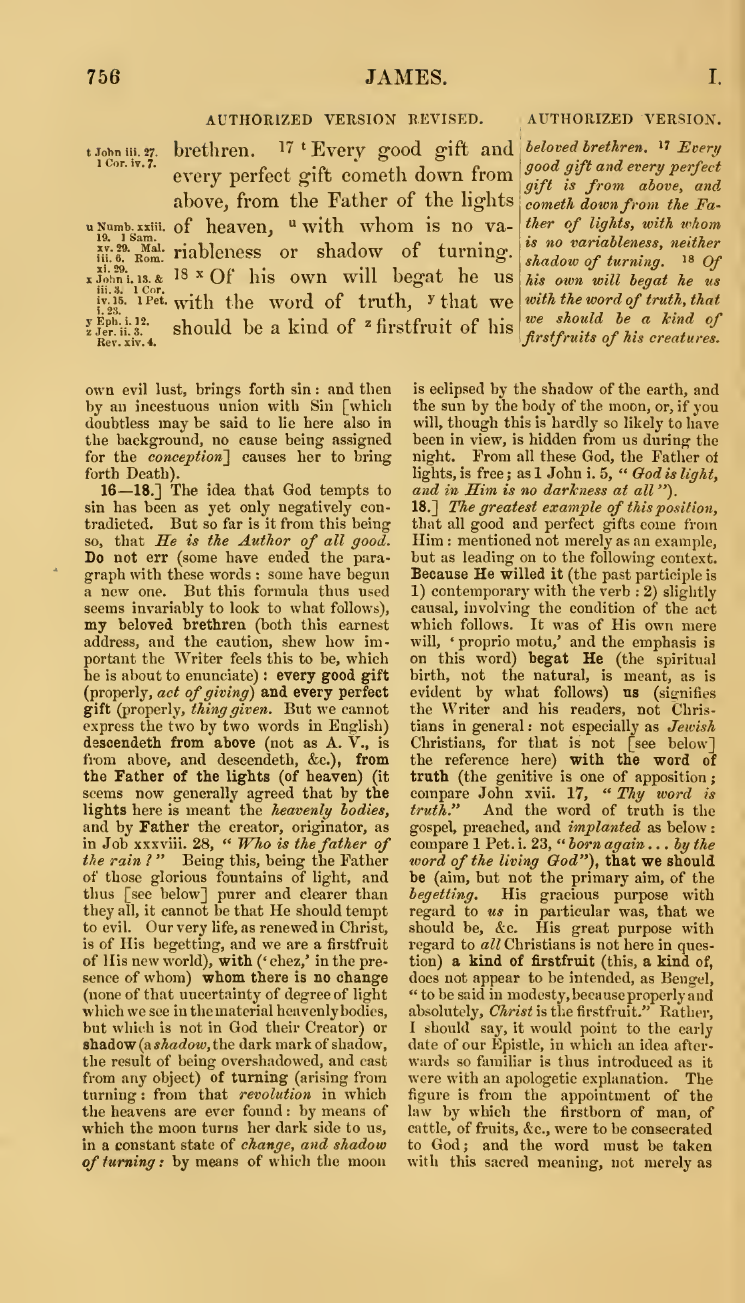 756
JAMES.
I.
AUTHORIZED VERSION REVISED.
AUTHORIZED VERSION.
t John iii. 27.
1 Cor. iv. 7.
u Numb. xxiii.
19. 1 Sam.
xv. 29. Mal.
iii. 6. Rom.
xi. 29.
x John i. 13. &
iii. 3. 1 Cor.
iv. 15. 1 Pet.
i. 23.
y Eph. i. 12.
z Jer. ii. 3.
Rev. xiv. 4.
brethren. 17 t Every good gift and
every perfect gift cometh down from
above, from the Father of the lights
of heaven, u with whom is no va-
riableness or shadow of turning.
18 x Of his own will begat he us
with the word of truth, y that we
should be a kind of z firstfruit of his
beloved brethren. 17 Every
good gift and every perfect
gift is from above, and
cometh down from the Fa-
ther of lights, with whom
is no variableness, neither
shadow of turning. 18 Of
his own will begat he us
with the word of truth, that
we should be a kind of
firstfruits of his creatures.
own evil lust, brings forth sin: and then
by an incestuous union with Sin [which
doubtless may be said to lie here also in
the background, no cause being assigned
for the conception] causes her to bring
forth Death).
16—18.] The idea that God tempts to
sin has been as yet only negatively con-
tradicted. But so far is it from this being
so, that He is the Author of all good.
Do not err (some have ended the para-
graph with these words: some have begun
a new one. But this formula thus used
seems invariably to look to what follows),
my beloved brethren (both this earnest
address, and the caution, shew how im-
portant the Writer feels this to be, which
he is about to enunciate): every good gift
(properly, act of giving) and every perfect
gift (properly, thing given. But we cannot
express the two by two words in English)
descendeth from above (not as A. V., is
from above, and descendeth, &c.), from
the Father of the lights (of heaven) (it
seems now generally agreed that by the
lights here is meant the heavenly bodies,
and by Father the creator, originator, as
in Job xxxviii. 28, "Who is the father of
the rain?" Being this, being the Father
of those glorious fountains of light, and
thus [see below] purer and clearer than
they all, it cannot be that He should tempt
to evil. Our very life, as renewed in Christ,
is of His begetting, and we are a firstfruit
of His new world), with ('chez,' in the pre-
sence of whom) whom there is no change
(none of that uncertainty of degree of light
which we see in the material heavenly bodies,
but which is not in God their Creator) or
shadow (a shadow, the dark mark of shadow,
the result of being overshadowed, and cast
from any object) of turning (arising from
turning: from that revolution in which
the heavens are ever found: by means of
which the moon turns her dark side to us,
in a constant state of change, and shadow
of turning: by means of which the moon
is eclipsed by the shadow of the earth, and
the sun by the body of the moon, or, if you
will, though this is hardly so likely to have
been in view, is hidden from us during the
night. From all these God, the Father of
lights, is free; as 1 John i. 5, "God is light,
and in Him is no darkness at all").
18.] The greatest example of this position,
that all good and perfect gifts come from
Him: mentioned not merely as an example,
but as leading on to the following context.
Because He willed it (the past participle is
1) contemporary with the verb: 2) slightly
causal, involving the condition of the act
which follows. It was of His own mere
will, 'proprio motu,' and the emphasis is
on this word) begat He (the spiritual
birth, not the natural, is meant, as is
evident by what follows) us (signifies
the Writer and his readers, not Chris-
tians in general: not especially as Jewish
Christians, for that is not [see below]
the reference here) with the word of
truth (the genitive is one of apposition;
compare John xvii. 17, "Thy word is
truth." And the word of truth is the
gospel, preached, and implanted as below:
compare 1 Pet. i. 23, "born again... by the
word of the living God"), that we should
be (aim, but not the primary aim, of the
begetting. His gracious purpose with
regard to us in particular was, that we
should be, &c. His great purpose with
regard to all Christians is not here in ques-
tion) a kind of firstfruit (this, a kind of,
does not appear to be intended, as Bengel,
"to be said in modesty, because properly and
absolutely, Christ is the firstfruit." Rather,
I should say, it would point to the early
date of our Epistle, in which an idea after-
wards so familiar is thus introduced as it
were with an apologetic explanation. The
figure is from the appointment of the
law by which the firstborn of man, of
cattle, of fruits, &c., were to be consecrated
to God; and the word must be taken
with this sacred meaning, not merely as